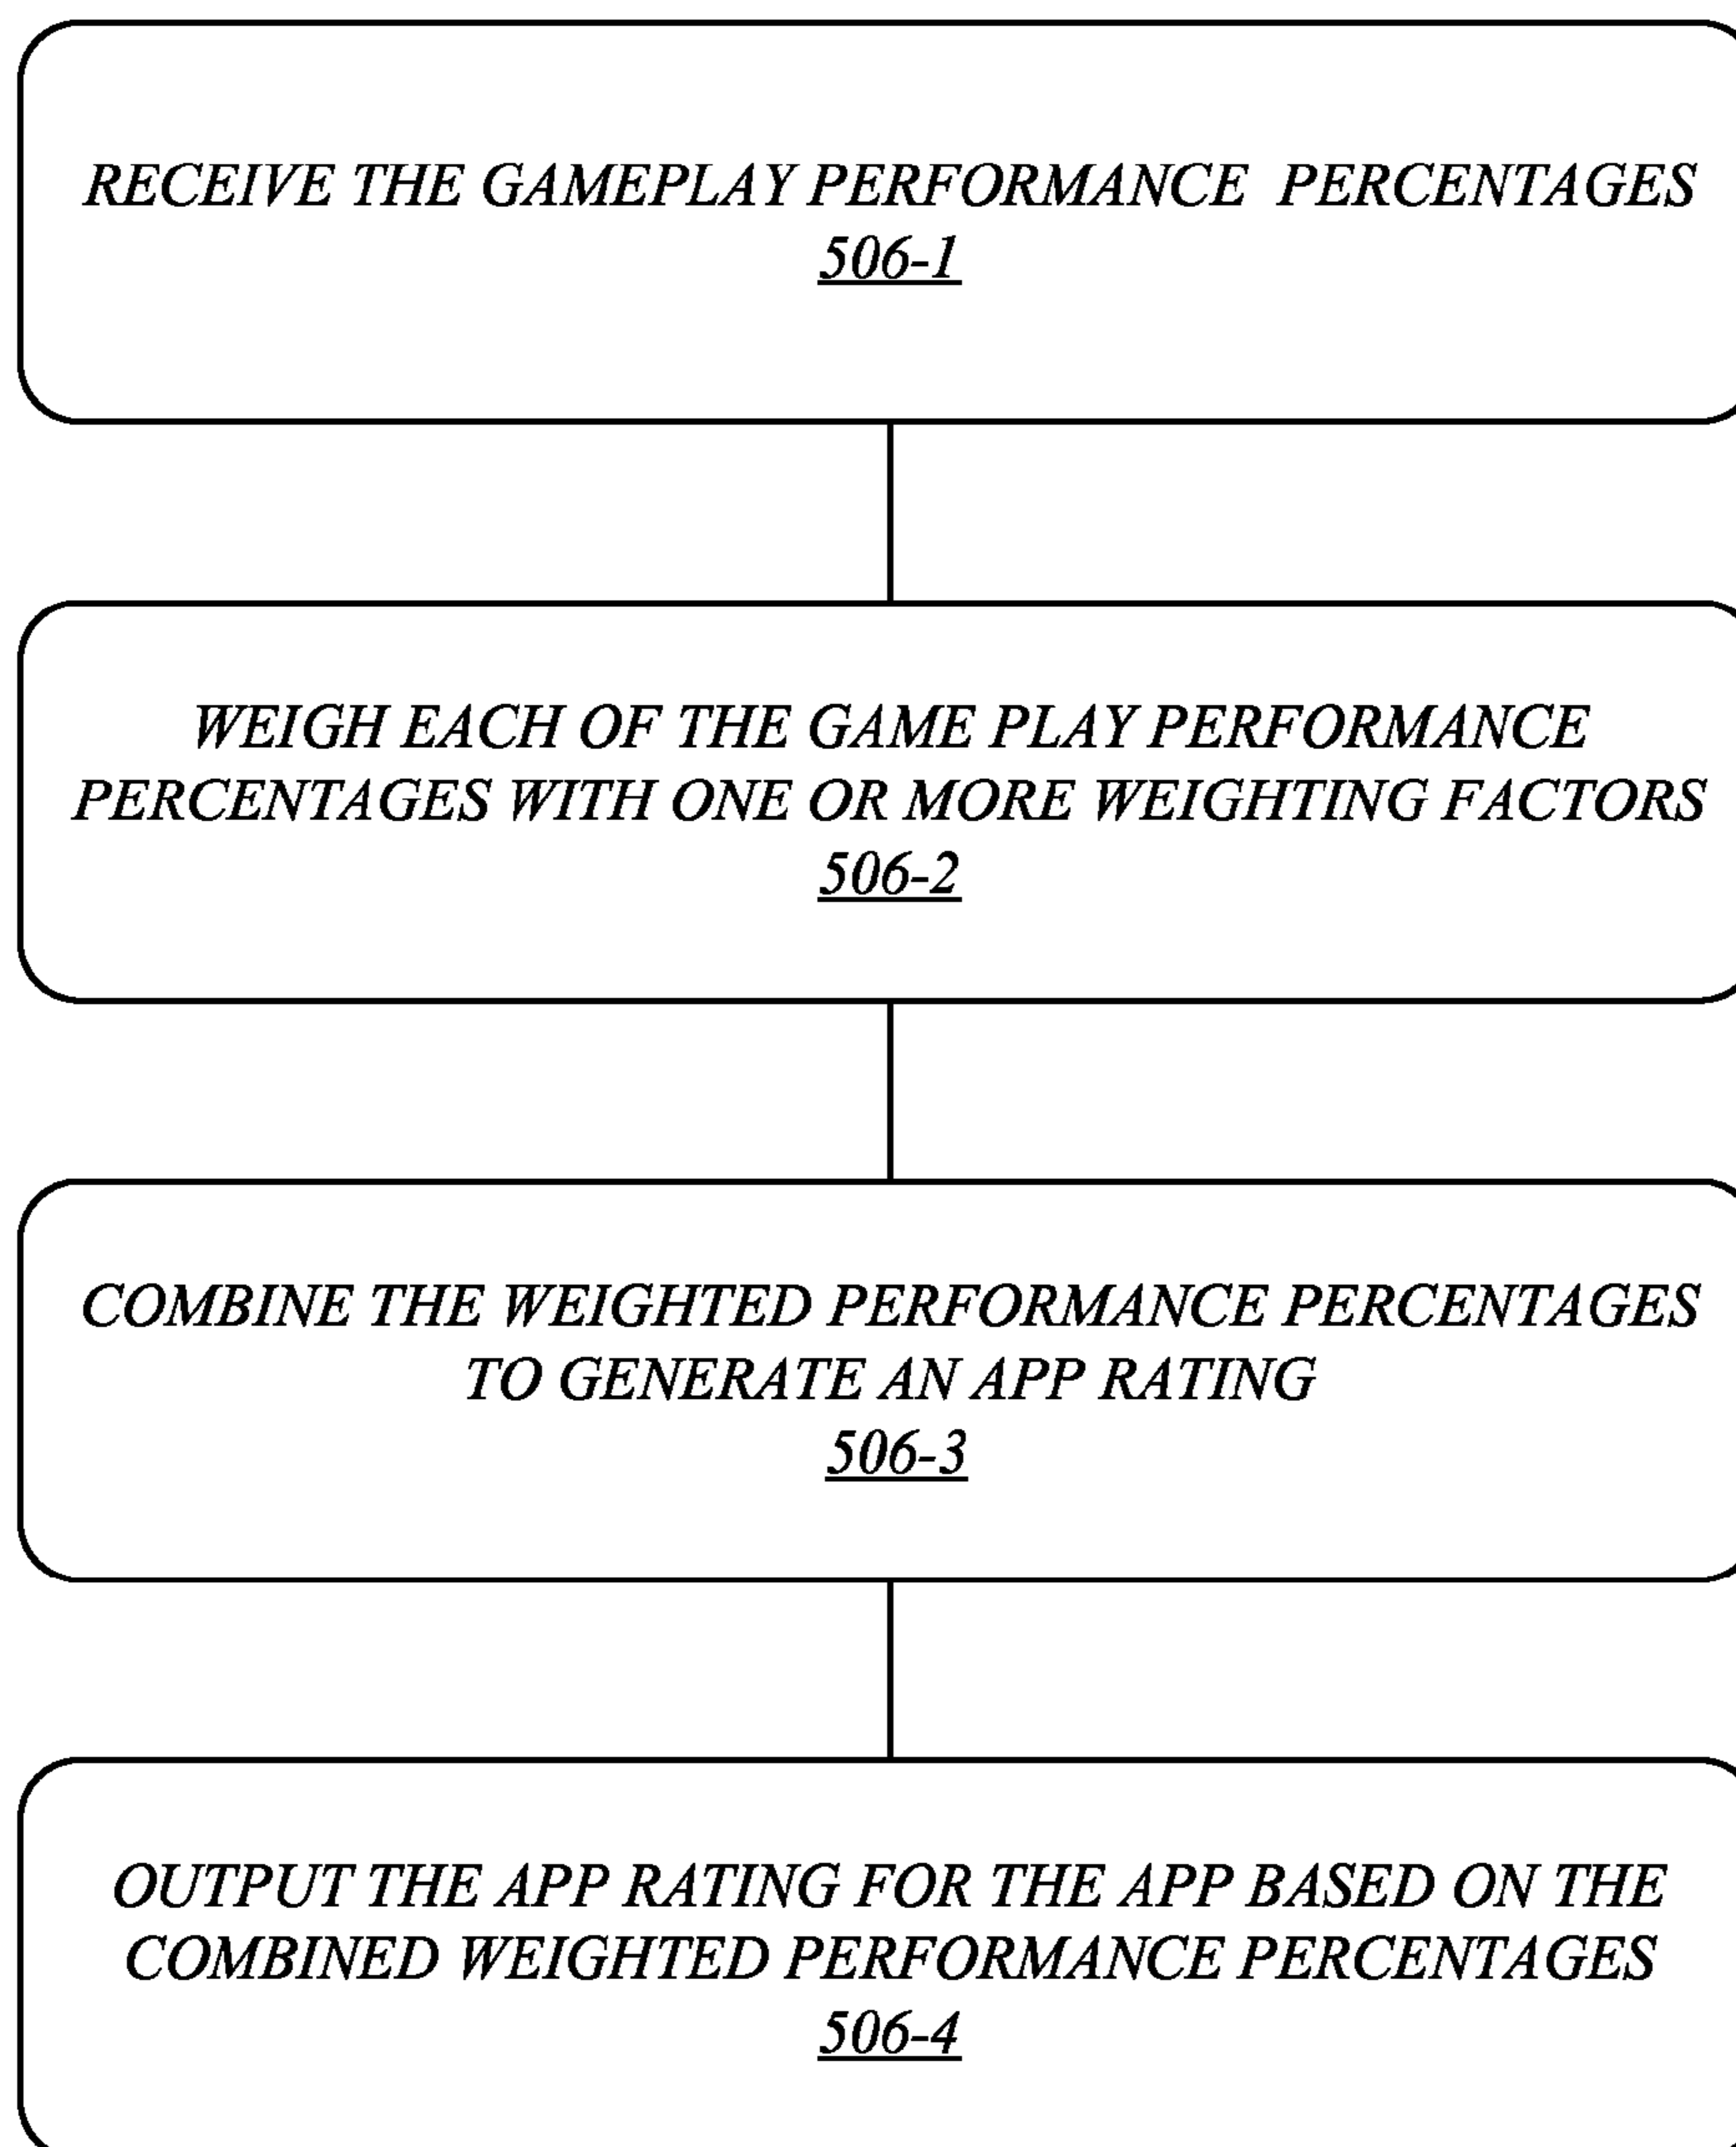 RECEIVE THE GAMEPLAY PERFORMANCE PERCENTAGES
506-1
WEIGH EACH OF THE GAME PLAY PERFORMANCE
PERCENTAGES WITH ONE OR MORE WEIGHTING FACTORS
506-2
COMBINE THE WEIGHTED PERFORMANCE PERCENTAGES
TO GENERATE AN APP RATING
506-3
OUTPUT THE APP RATING FOR THE APP BASED ON THE
COMBINED WEIGHTED PERFORMANCE PERCENTAGES
506-4